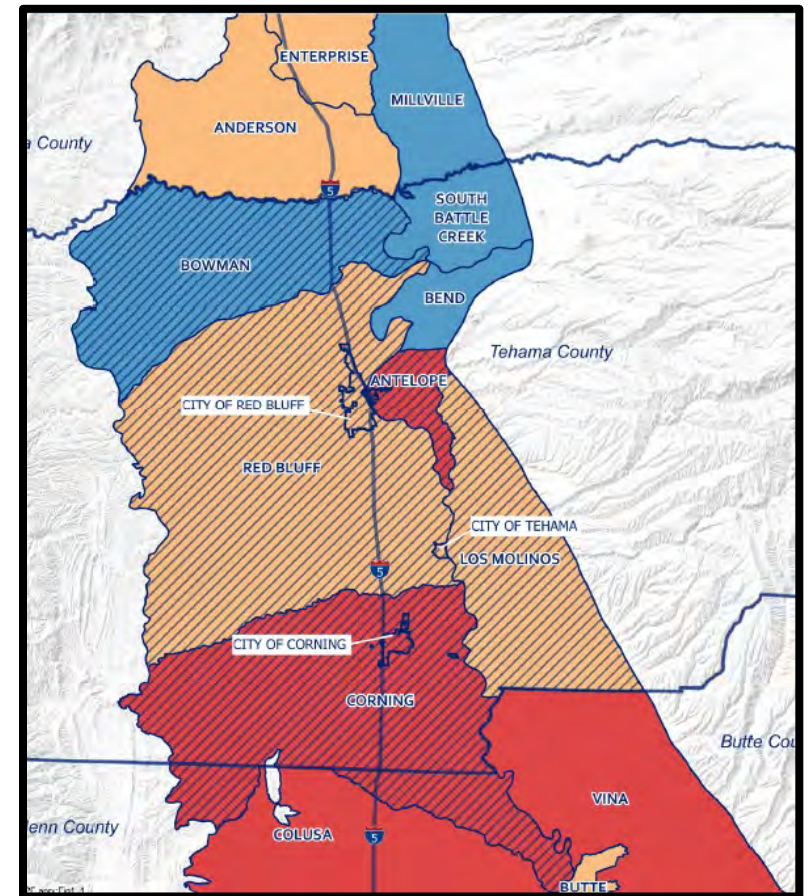 ENTERPRISE
MILLVILLE
ANDERSON
County
5
SOUTH
BATTLE
CREEK
BOWMAN
BEND
Tehama County
ANTELOPE
CITY OF RED BLUFF
RED BLUFF
CITY OF TEHAMA
LOS MOLINOS
5
CITY OF CORNING
CORNING
Butte Cou
VINA
enn County
COLUSA
5
BUTTE